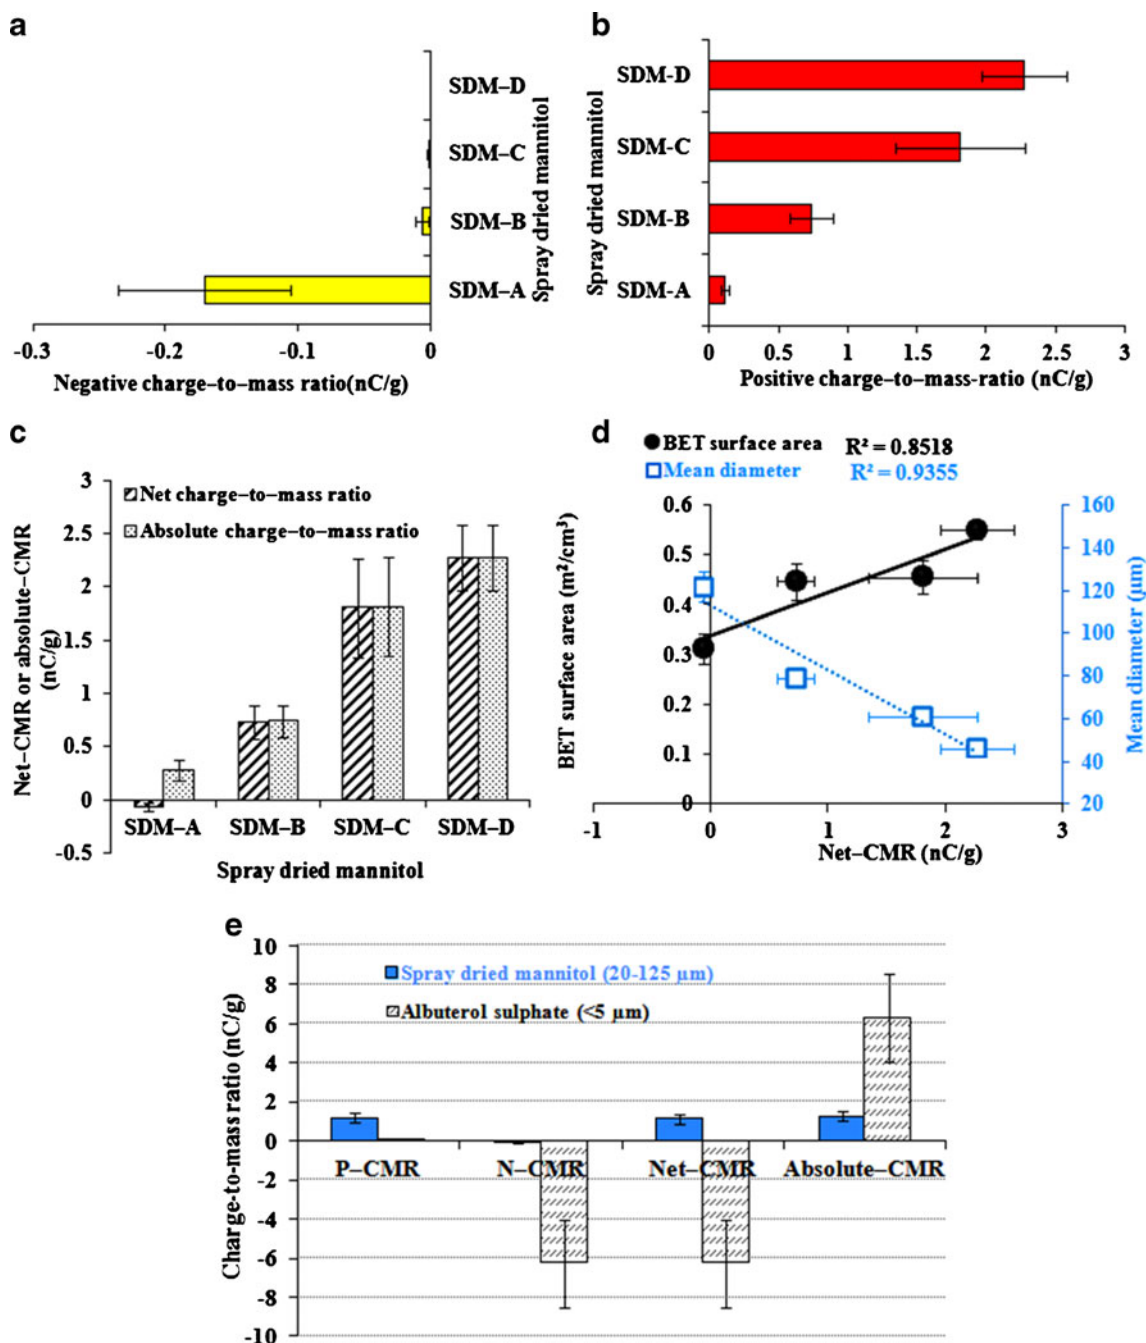 a
SDM–D
SDM–C
SDM–B
SDM–A
Spray dried mannitol
-0.3
-0.2
-0.1
0
Negative charge–to–mass ratio(nC/g)
b
Spray dried mannitol
SDM-D
SDM-C
SDM-B
SDM-A
0
0.5
1
1.5
2
2.5
3
Positive charge–to–mass-ratio (nC/g)
c
Net–CMR or absolute–CMR
(nC/g)
3
2.5
2
1.5
1
0.5
0
-0.5
Net charge–to–mass ratio
Absolute charge–to–mass ratio
SDM–A
SDM–B
SDM–C
SDM–D
Spray dried mannitol
d
BET surface area R² = 0.8518
Mean diameter R² = 0.9355
BET surface area (m²/cm³)
0.6
0.5
0.4
0.3
0.2
0.1
0
160
140
120
100
80
60
40
20
Mean diameter (µm)
-1
0
1
2
3
Net–CMR (nC/g)
e
Charge-to-mass ratio (nC/g)
10
8
6
4
2
0
-2
-4
-6
-8
-10
Spray dried mannitol (20-125 µm)
Albuterol sulphate (<5 µm)
P–CMR
N–CMR
Net–CMR
Absolute–CMR